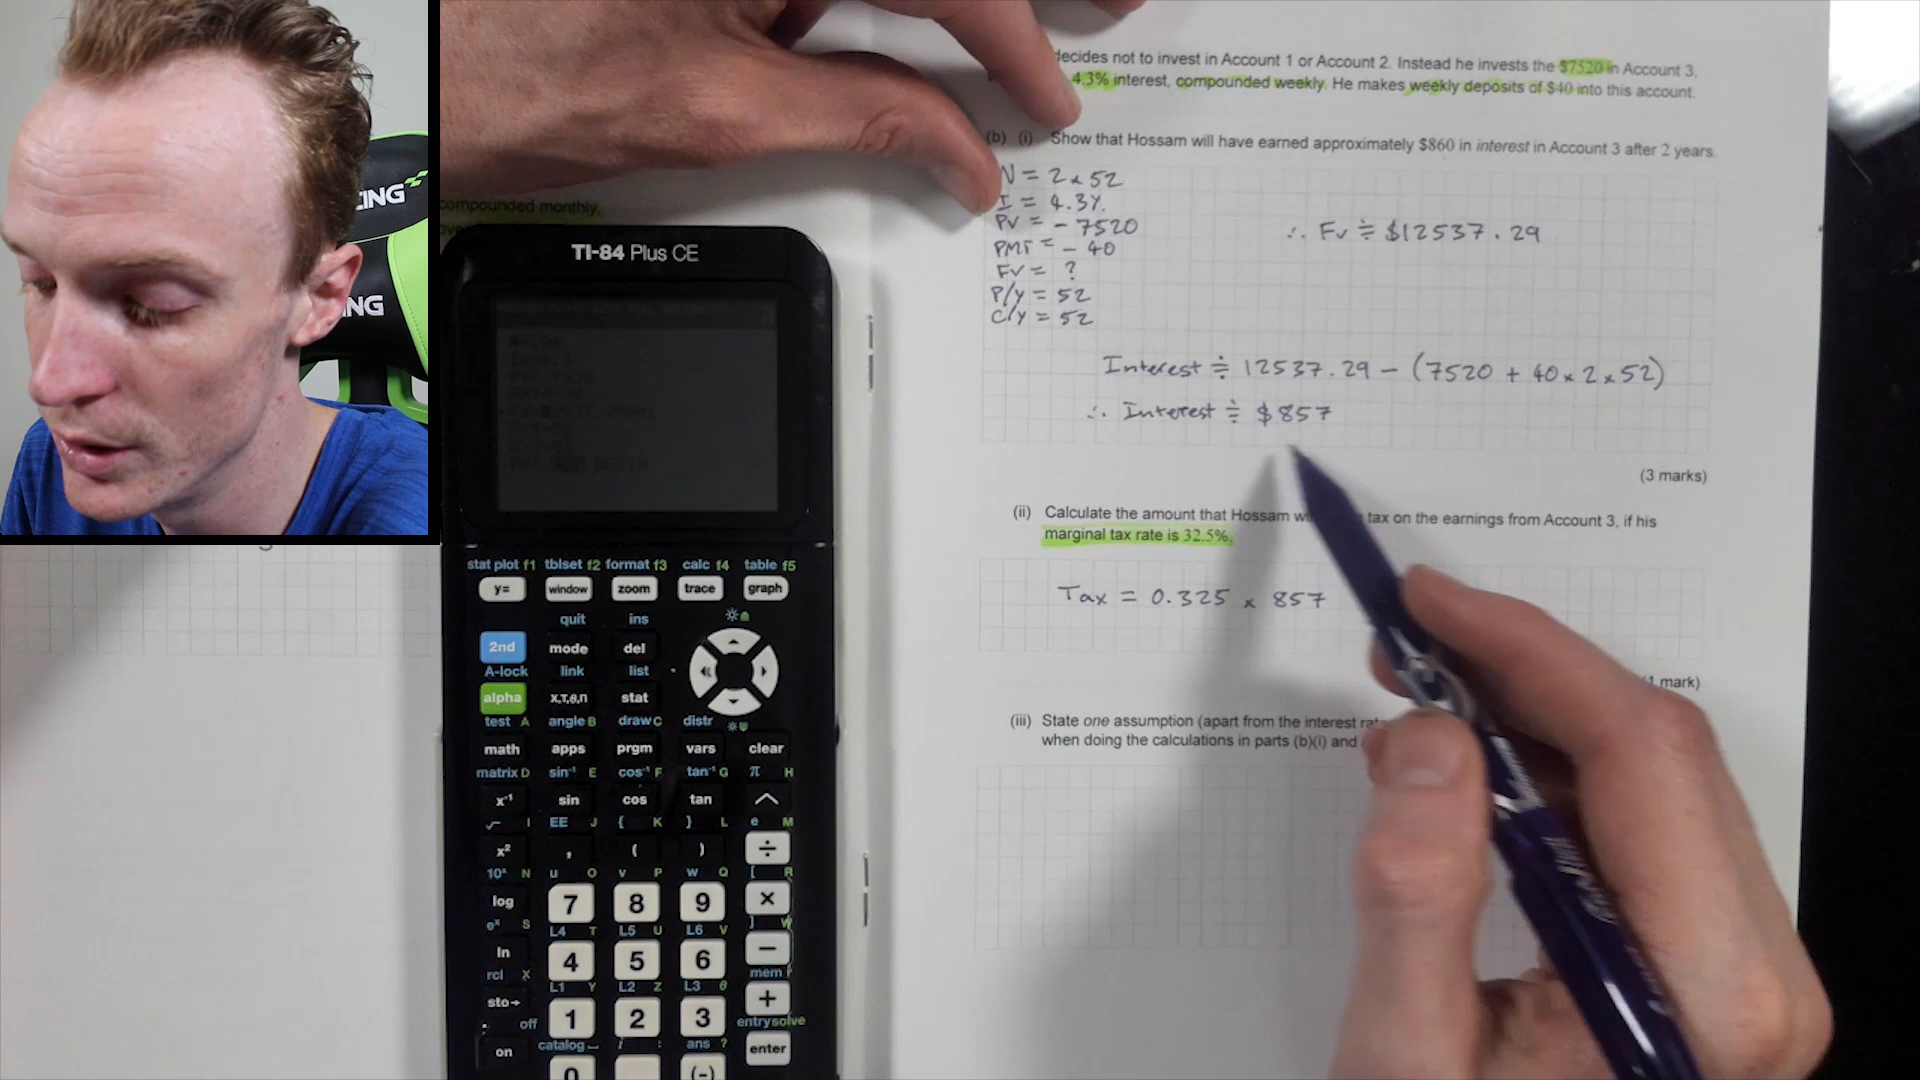 decides not to invest in Account 1 or Account 2. Instead he invests the $7520 in Account 3,
4.3% interest, compounded weekly. He makes weekly deposits of $40 into this account.
(b) (i) Show that Hossam will have earned approximately $860 in interest in Account 3 after 2 years.
N = 2 × 52
I = 4.3%.
PV = - 7520
PMT = - 40
FV = ?
P/Y = 52
C/Y = 52
∴ FV ≑ $12537.29
Interest ≑ 12537.29 - (7520 + 40 × 2 × 52)
∴ Interest ≑ $857
(3 marks)
(ii) Calculate the amount that Hossam tax on the earnings from Account 3, if his
marginal tax rate is 32.5%.
Tax = 0.325 × 857
(1 mark)
(iii) State one assumption (apart from the interest
when doing the calculations in parts (b)(i) and
compounded monthly.
CING
NG
TI-84 Plus CE
stat plot f1 tblset f2 format f3 calc f4 table f5
y= window zoom trace graph
quit ins
2nd mode del
A-lock link list
alpha X,T,θ,n stat
test A angle B draw C distr
math apps prgm vars clear
matrix D sin⁻¹ E cos⁻¹ F tan⁻¹ G π H
x⁻¹ sin cos tan ^
√ I EE J { K } L e M
x² , ( ) ÷
10ˣ N u O v P w Q [ R
log 7 8 9 ×
eˣ S L4 T L5 U L6 V ] W
ln 4 5 6 −
rcl X L1 Y L2 Z L3 θ mem "
sto→ 1 2 3 +
off catalog ⎵ i : ans ? entry solve
on 0 . (-) enter